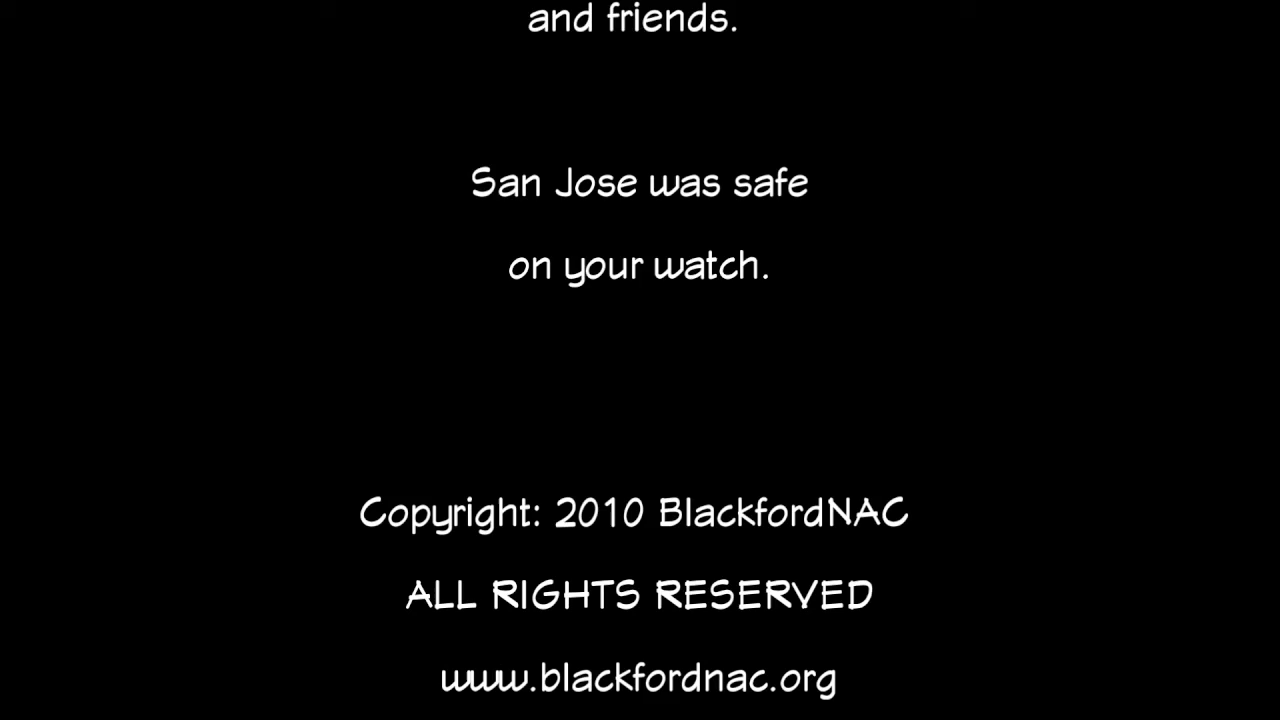 and friends.
San Jose was safe
on your watch.
Copyright: 2010 BlackfordNAC
ALL RIGHTS RESERVED
www.blackfordnac.org